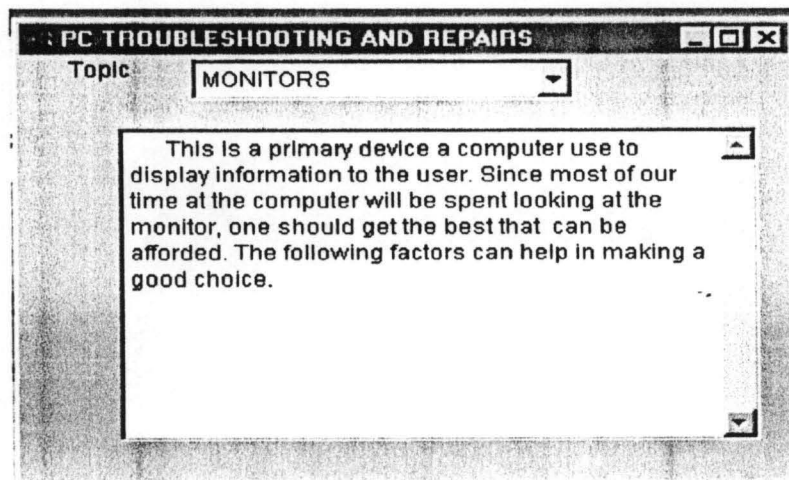 PC TROUBLESHOOTING AND REPAIRS
Topic
MONITORS
This is a primary device a computer use to
display information to the user. Since most of our
time at the computer will be spent looking at the
monitor, one should get the best that can be
afforded. The following factors can help in making a
good choice.